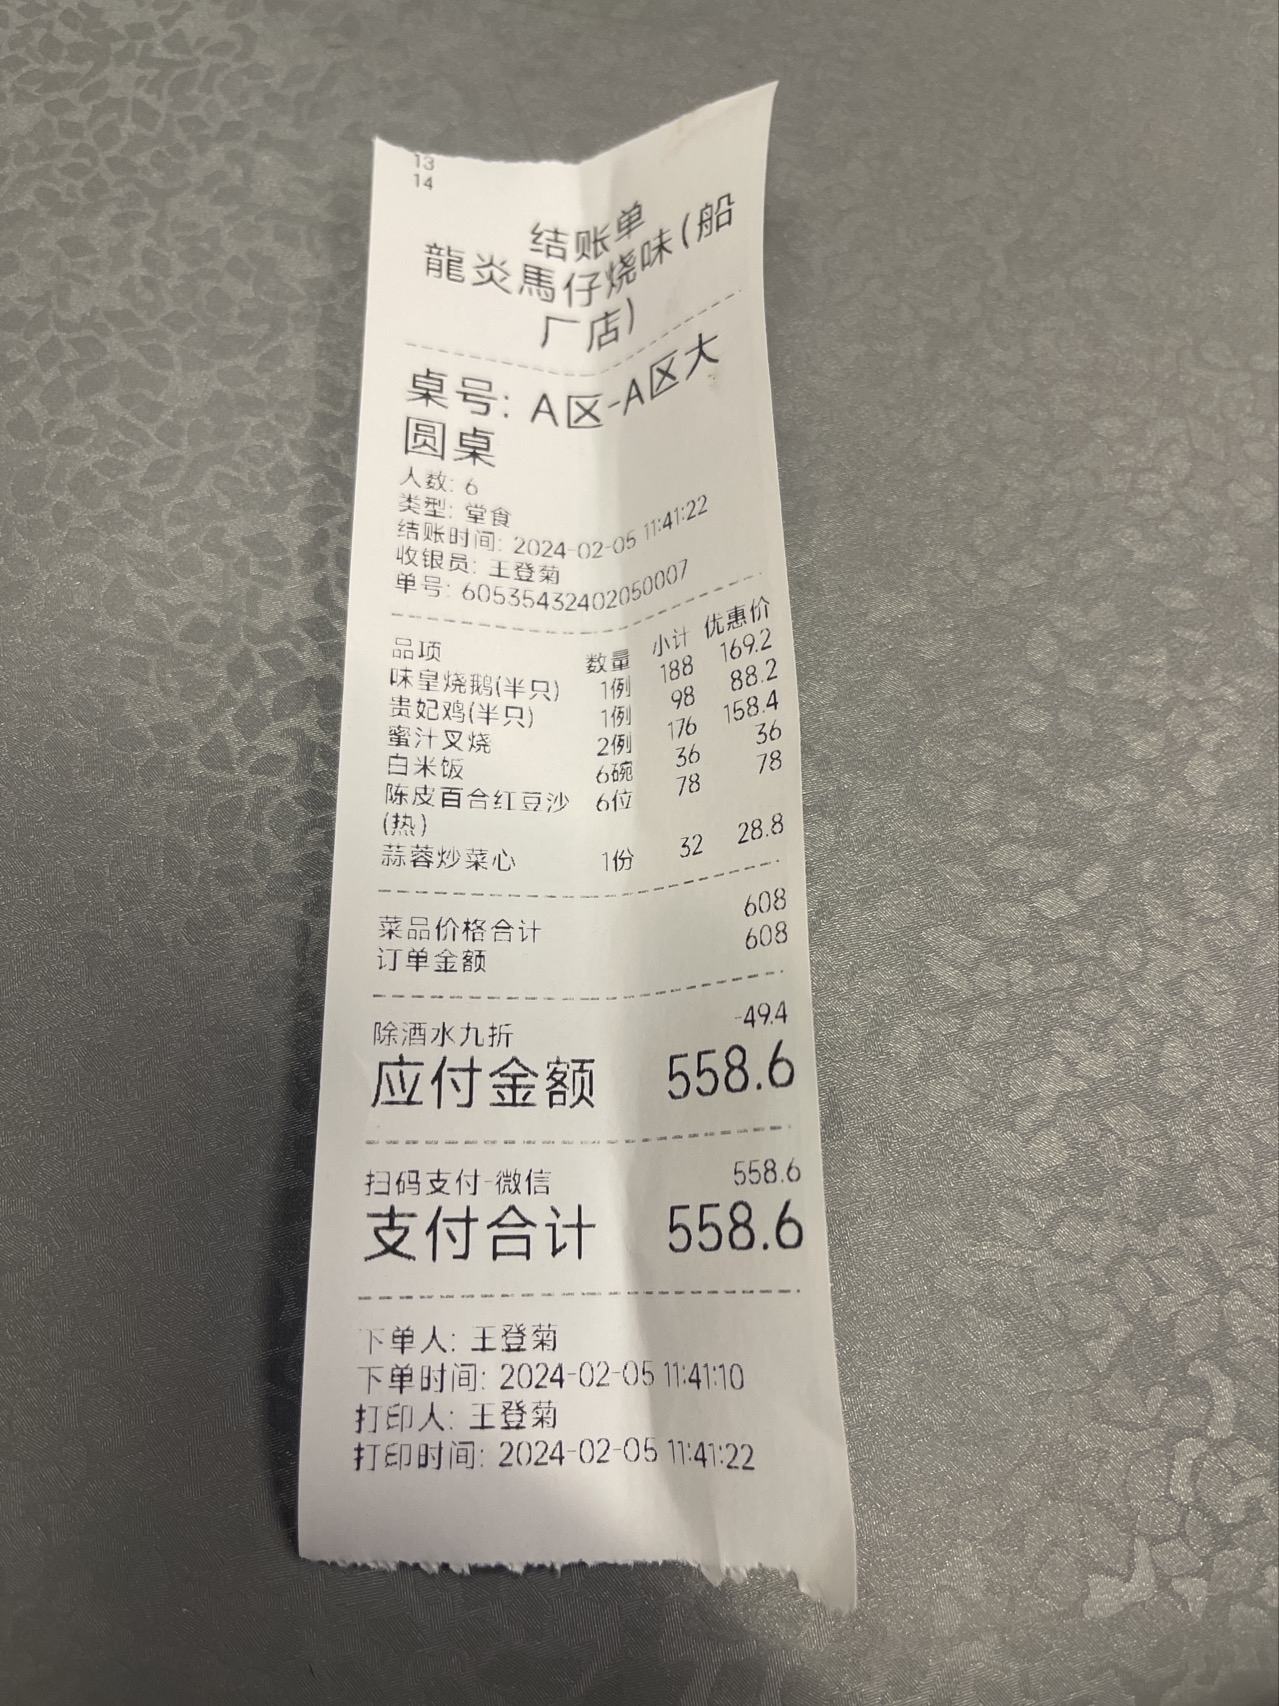 13
14
结账单
龍炎馬仔烧味(船
厂店)
桌号: A区-A区大
圆桌
人数: 6
类型: 堂食
结账时间: 2024-02-05 11:41:22
收银员: 王登菊
单号: 60535432402050007
品项 数量 小计 优惠价
味皇烧鹅(半只) 1例 188 169.2
贵妃鸡(半只) 1例 98 88.2
蜜汁叉烧 2例 176 158.4
白米饭 6碗 36 36
陈皮百合红豆沙 6位 78 78
(热)
蒜蓉炒菜心 1份 32 28.8
菜品价格合计 608
订单金额 608
除酒水九折 -49.4
应付金额 558.6
扫码支付-微信 558.6
支付合计 558.6
下单人: 王登菊
下单时间: 2024-02-05 11:41:10
打印人: 王登菊
打印时间: 2024-02-05 11:41:22